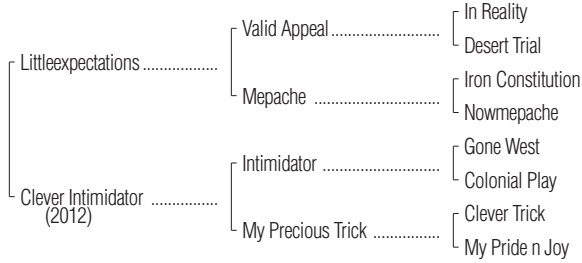 In Reality
Valid Appeal ............................
Desert Trial
Littleexpectations ..................
Iron Constitution
Mepache ................................
Nowmepache
Gone West
Intimidator ..............................
Colonial Play
Clever Intimidator ................
(2012)
Clever Trick
My Precious Trick ................
My Pride n Joy